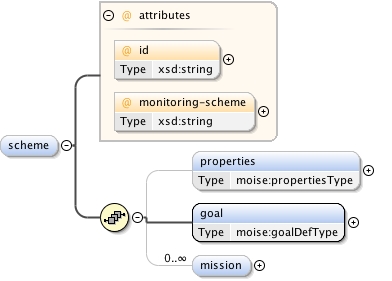 attributes
@ id
Type xsd:string
@ monitoring-scheme
Type xsd:string
scheme
properties
Type moise:propertiesType
goal
Type moise:goalDefType
0..∞
mission